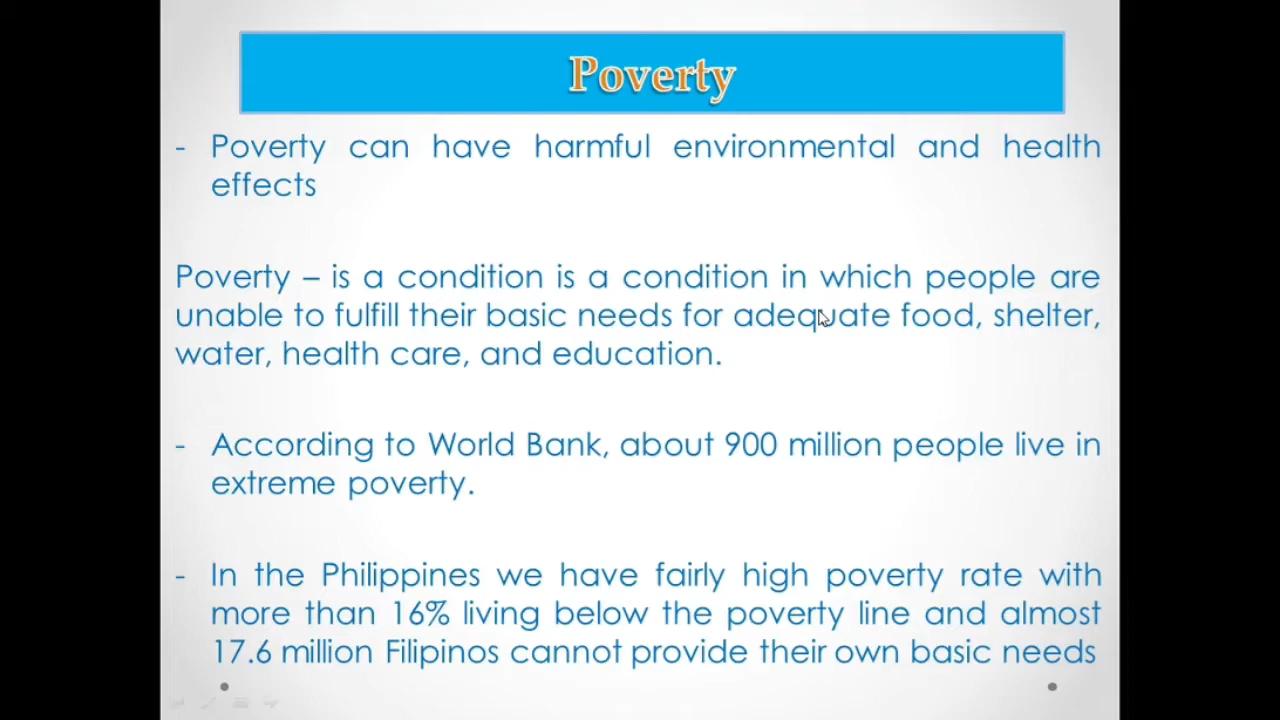 Poverty
- Poverty can have harmful environmental and health
effects
Poverty – is a condition is a condition in which people are
unable to fulfill their basic needs for adequate food, shelter,
water, health care, and education.
- According to World Bank, about 900 million people live in
extreme poverty.
- In the Philippines we have fairly high poverty rate with
more than 16% living below the poverty line and almost
17.6 million Filipinos cannot provide their own basic needs